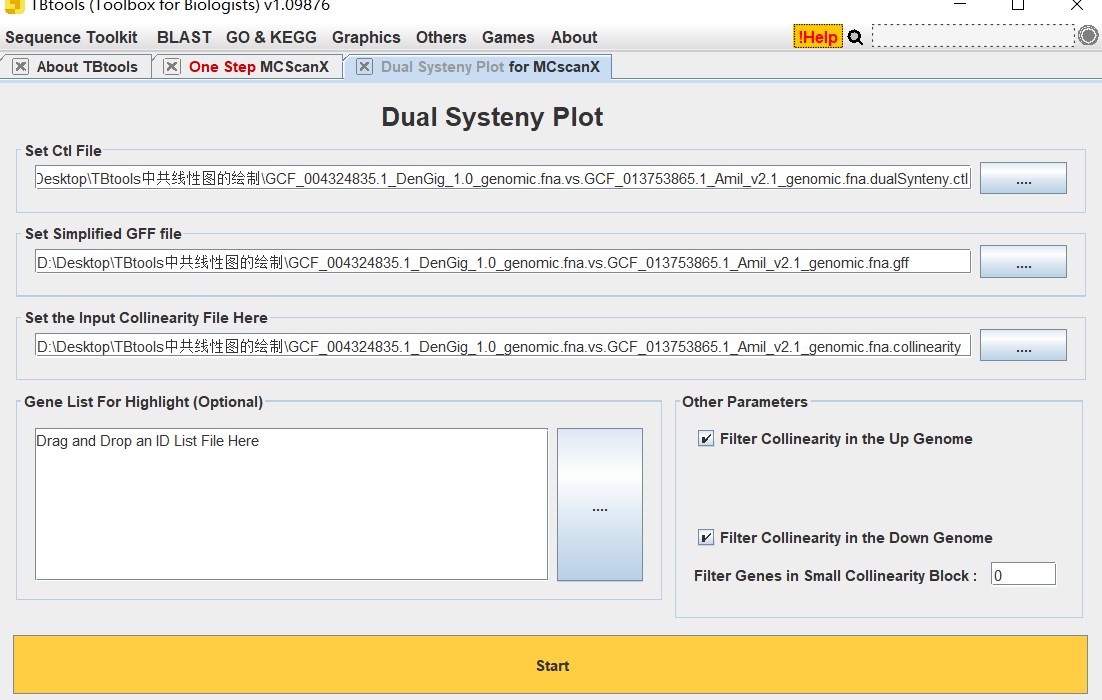 TBtools (Toolbox for Biologists) v1.09876
Sequence Toolkit BLAST GO & KEGG Graphics Others Games About !Help
About TBtools One Step MCScanX Dual Systeny Plot for MCscanX
Dual Systeny Plot
Set Ctl File
Desktop\TBtools中共线性图的绘制\GCF_004324835.1_DenGig_1.0_genomic.fna.vs.GCF_013753865.1_Amil_v2.1_genomic.fna.dualSynteny.ctl ....
Set Simplified GFF file
D:\Desktop\TBtools中共线性图的绘制\GCF_004324835.1_DenGig_1.0_genomic.fna.vs.GCF_013753865.1_Amil_v2.1_genomic.fna.gff ....
Set the Input Collinearity File Here
D:\Desktop\TBtools中共线性图的绘制\GCF_004324835.1_DenGig_1.0_genomic.fna.vs.GCF_013753865.1_Amil_v2.1_genomic.fna.collinearity ....
Gene List For Highlight (Optional)
Drag and Drop an ID List File Here
....
Other Parameters
Filter Collinearity in the Up Genome
Filter Collinearity in the Down Genome
Filter Genes in Small Collinearity Block : 0
Start